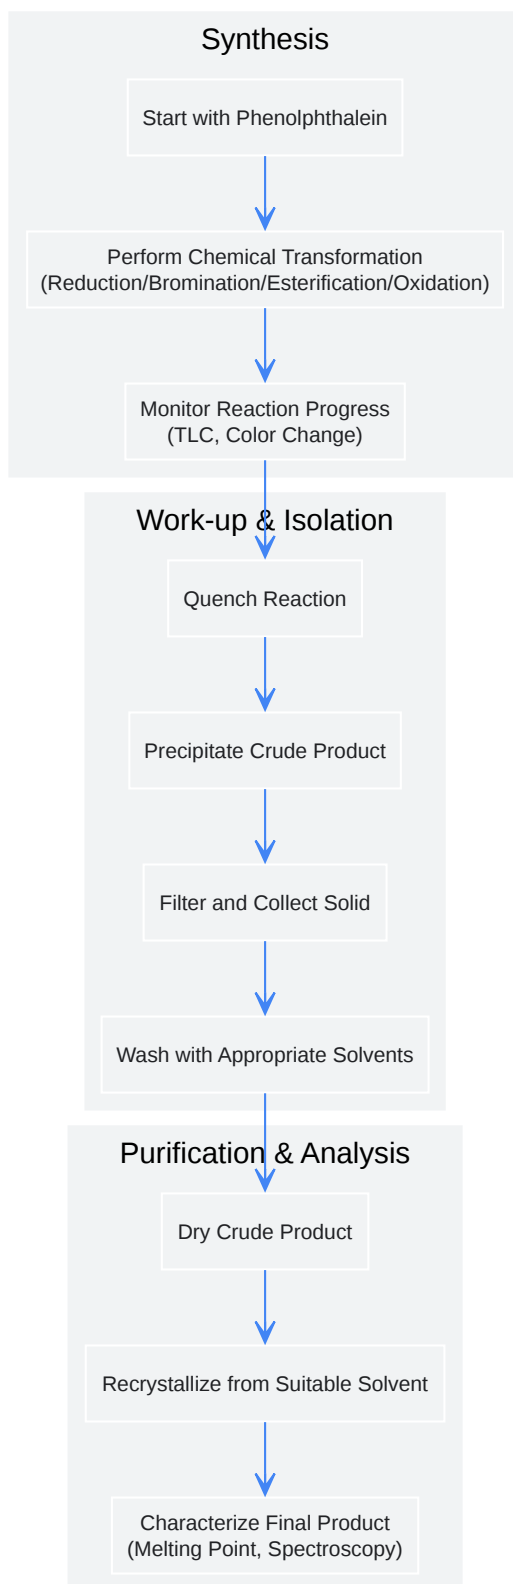 Synthesis
Start with Phenolphthalein
Perform Chemical Transformation
(Reduction/Bromination/Esterification/Oxidation)
Monitor Reaction Progress
(TLC, Color Change)
Work-up & Isolation
Quench Reaction
Precipitate Crude Product
Filter and Collect Solid
Wash with Appropriate Solvents
Purification & Analysis
Dry Crude Product
Recrystallize from Suitable Solvent
Characterize Final Product
(Melting Point, Spectroscopy)